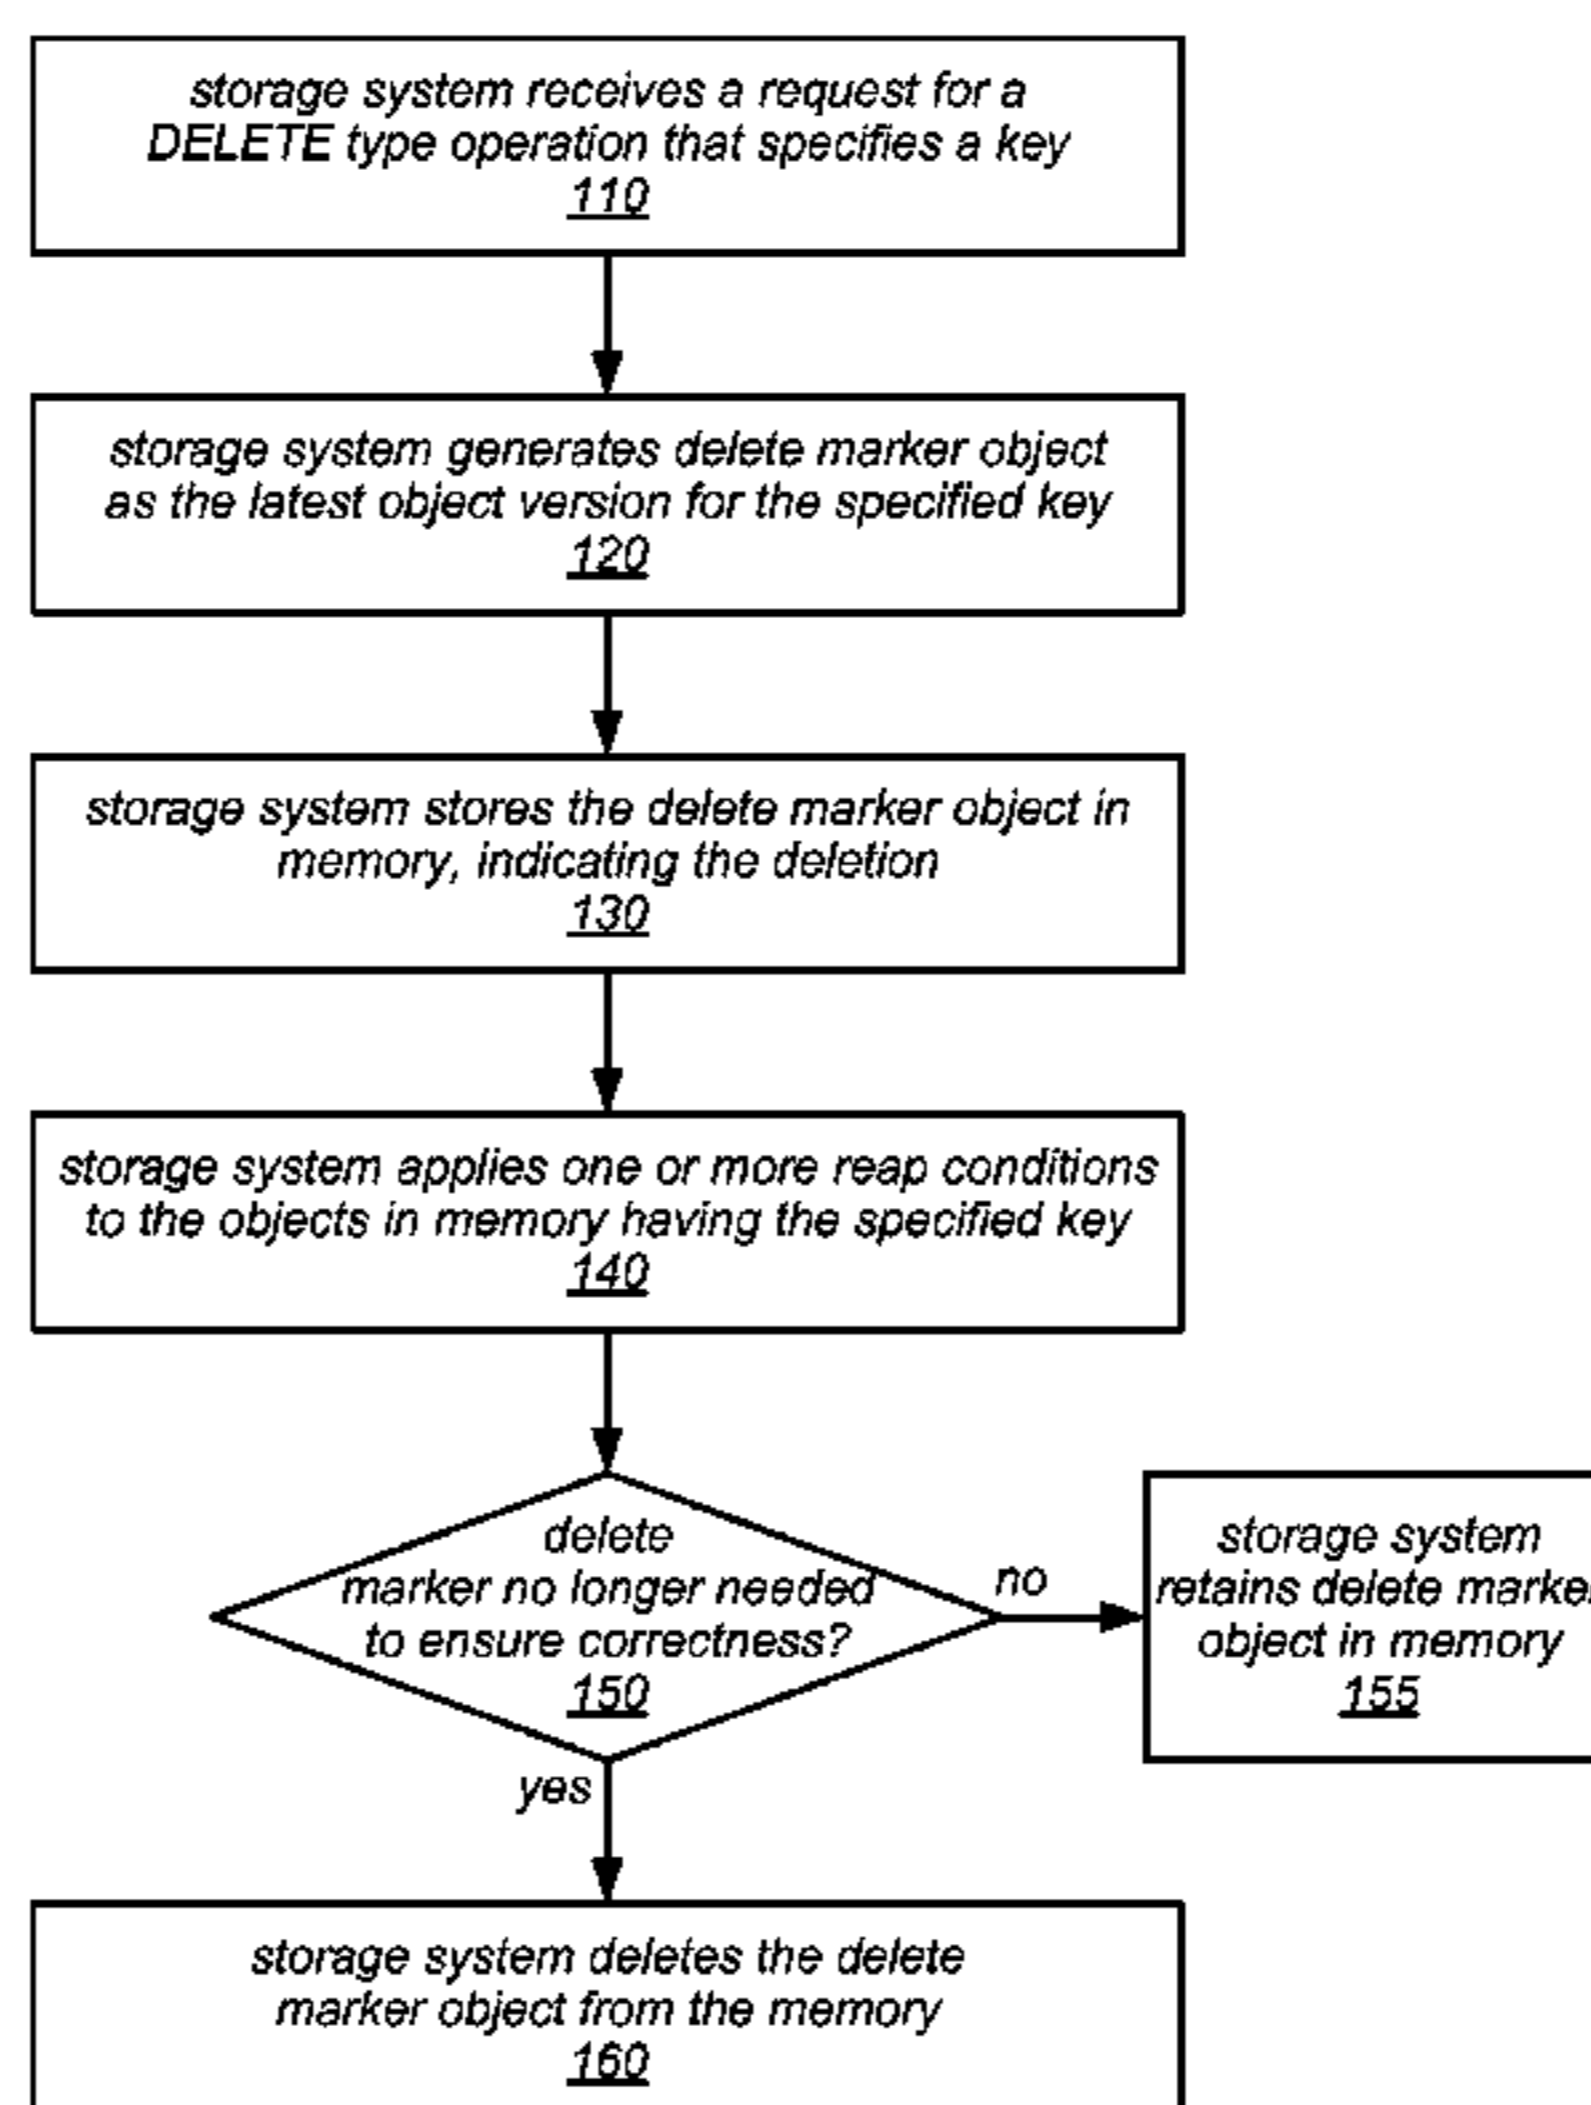 storage system receives a request for a
DELETE type operation that specifies a key
110
storage system generates delete marker object
as the latest object version for the specified key
120
storage system stores the delete marker object in
memory, indicating the deletion
130
storage system applies one or more reap conditions
to the objects in memory having the specified key
140
delete
marker no longer needed
to ensure correctness?
150
no
storage system
retains delete marker
object in memory
155
yes
storage system deletes the delete
marker object from the memory
160